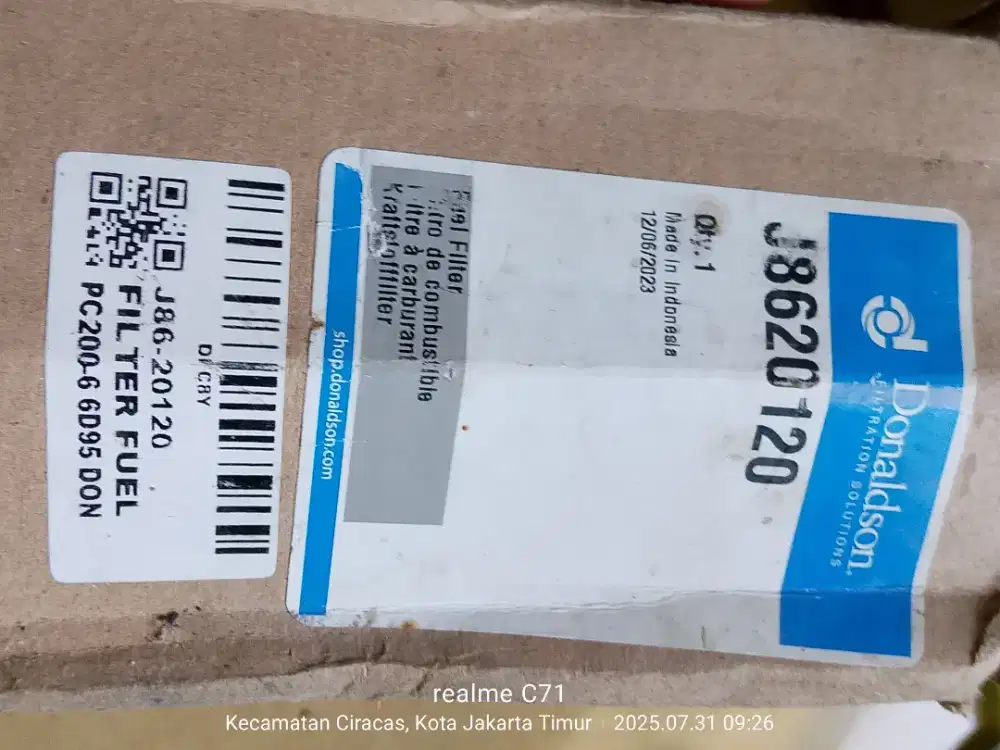 Donaldson.
FILTRATION SOLUTIONS
J8620120
Qty. 1
Made in Indonesia
12/06/2023
Fuel Filter
Filtro de combustible
Filtre à carburant
Kraftstofffilter
shop.donaldson.com
J86-20120
FILTER FUEL
PC200-6 6D95 DON
realme C71
Kecamatan Ciracas, Kota Jakarta Timur
2025.07.31 09:26